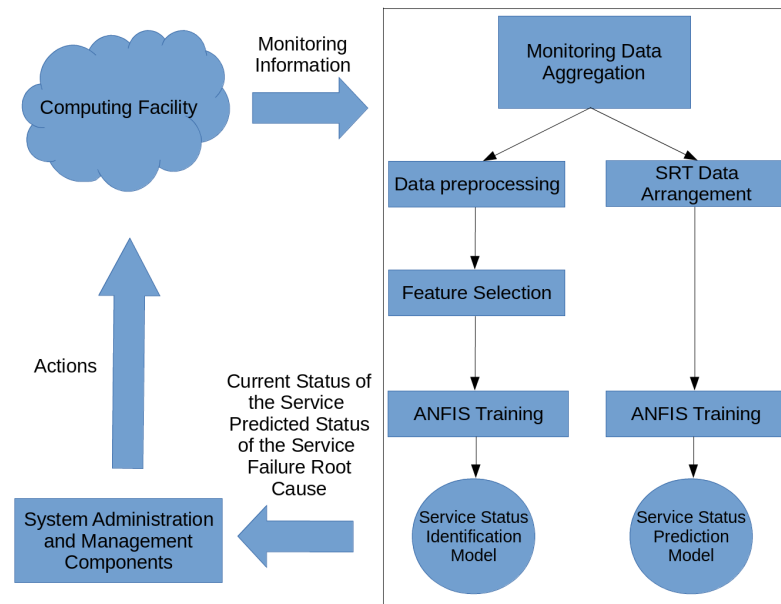 Computing Facility
Monitoring
Information
Monitoring Data
Aggregation
Data preprocessing
SRT Data
Arrangement
Feature Selection
Actions
Current Status of
the Service
Predicted Status
of the Service
Failure Root
Cause
ANFIS Training
ANFIS Training
System Administration
and Management
Components
Service Status
Identification
Model
Service Status
Prediction
Model